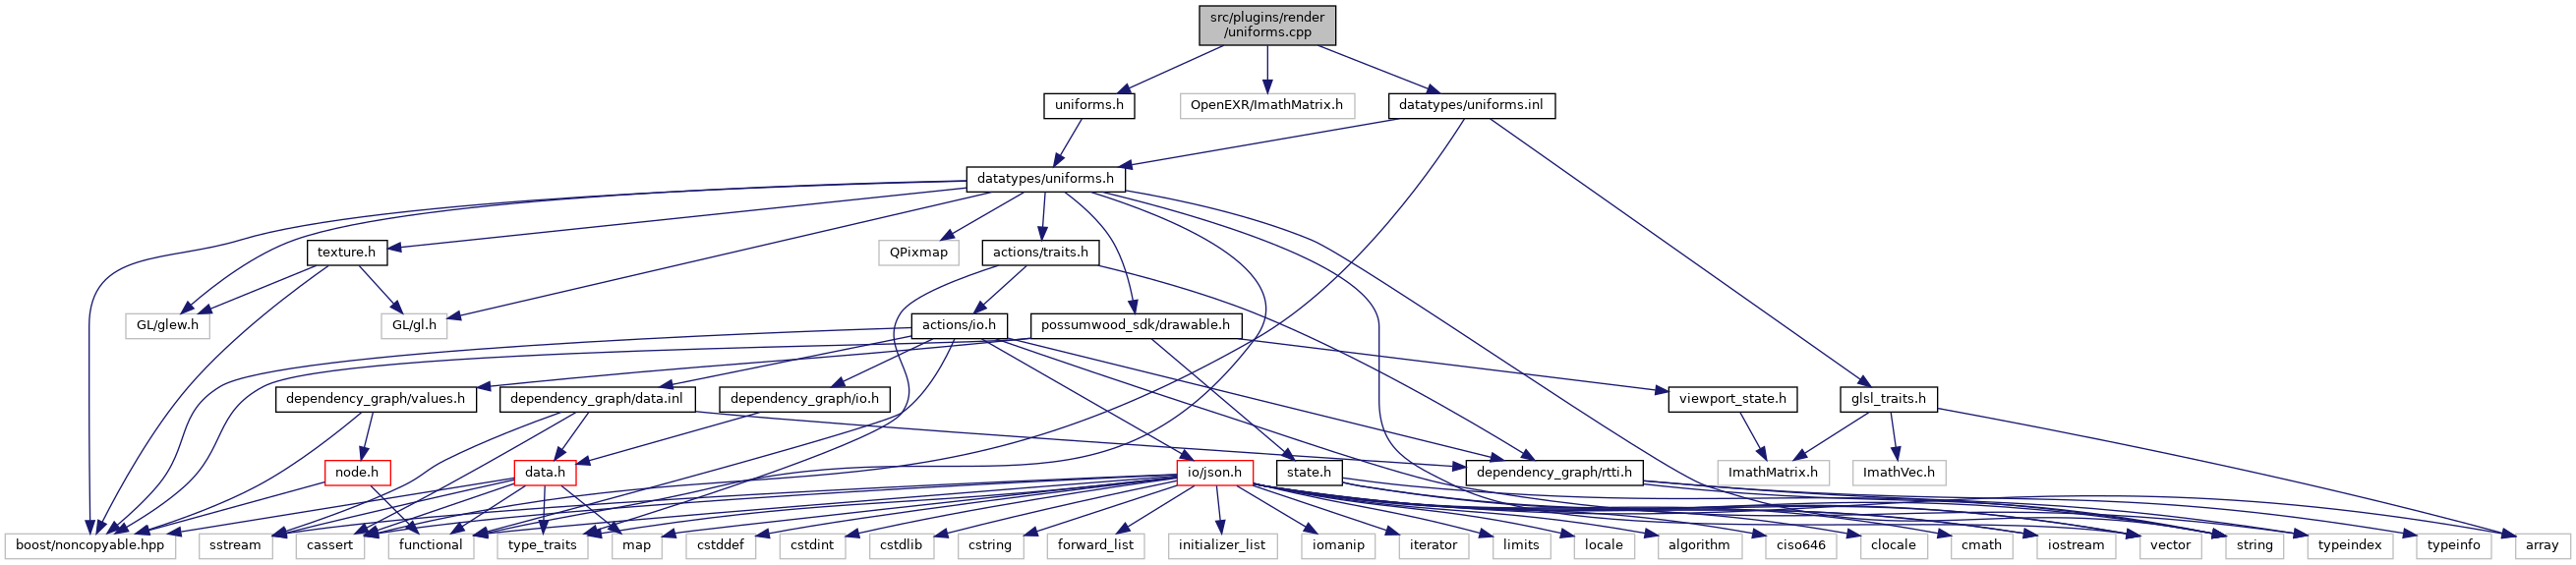 src/plugins/render
/uniforms.cpp
uniforms.h
OpenEXR/ImathMatrix.h
datatypes/uniforms.inl
datatypes/uniforms.h
texture.h
QPixmap
actions/traits.h
GL/glew.h
GL/gl.h
actions/io.h
possumwood_sdk/drawable.h
dependency_graph/values.h
dependency_graph/data.inl
dependency_graph/io.h
viewport_state.h
glsl_traits.h
node.h
data.h
io/json.h
state.h
dependency_graph/rtti.h
ImathMatrix.h
ImathVec.h
boost/noncopyable.hpp
sstream
cassert
functional
type_traits
map
cstddef
cstdint
cstdlib
cstring
forward_list
initializer_list
iomanip
iterator
limits
locale
algorithm
ciso646
clocale
cmath
iostream
vector
string
typeindex
typeinfo
array